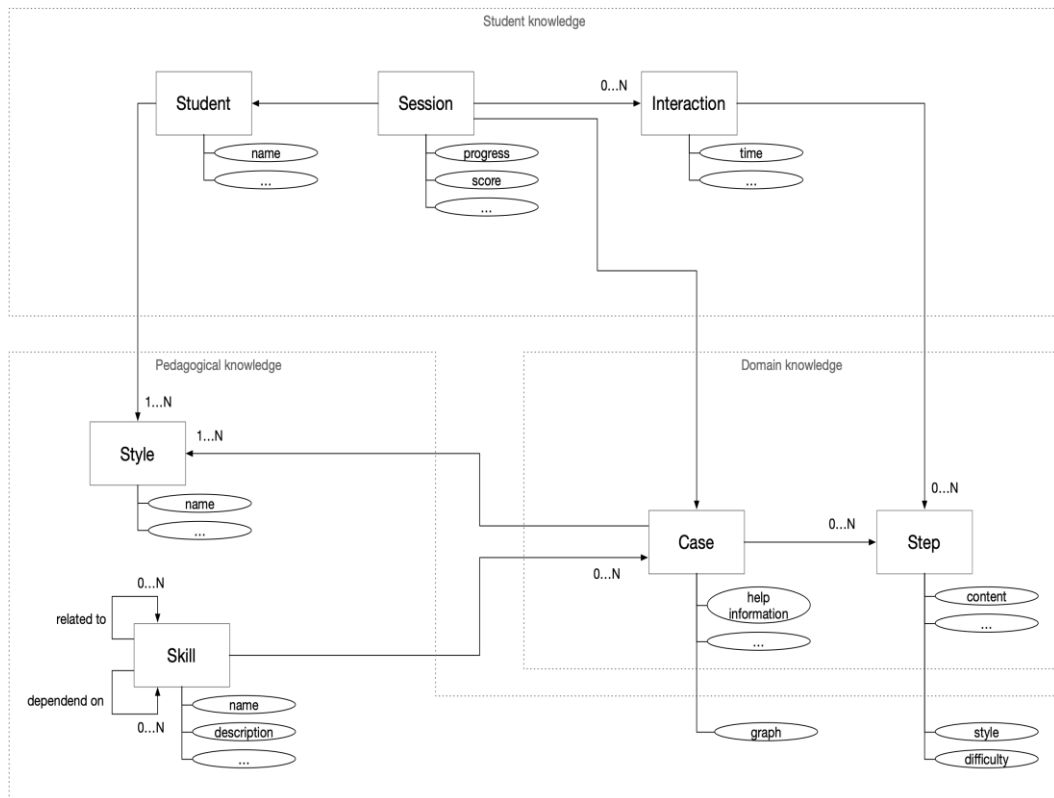 Student knowledge
Student
Session
0...N
Interaction
name
...
progress
score
...
time
...
Pedagogical knowledge
Domain knowledge
1...N
Style
1...N
name
...
0...N
Case
0...N
0...N
Step
help
information
...
content
...
0...N
related to
Skill
dependend on
0...N
name
description
...
graph
style
difficulty